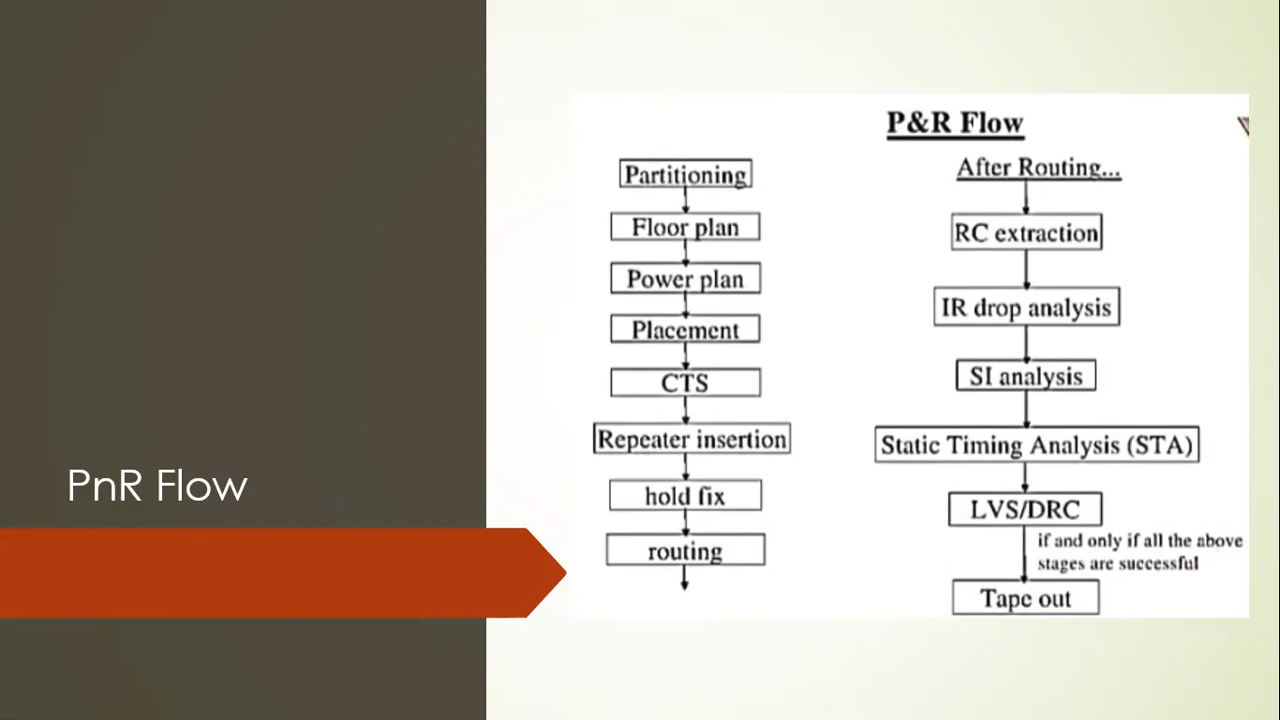 PnR Flow
P&R Flow
Partitioning
Floor plan
Power plan
Placement
CTS
Repeater insertion
hold fix
routing
After Routing...
RC extraction
IR drop analysis
SI analysis
Static Timing Analysis (STA)
LVS/DRC
if and only if all the above
stages are successful
Tape out